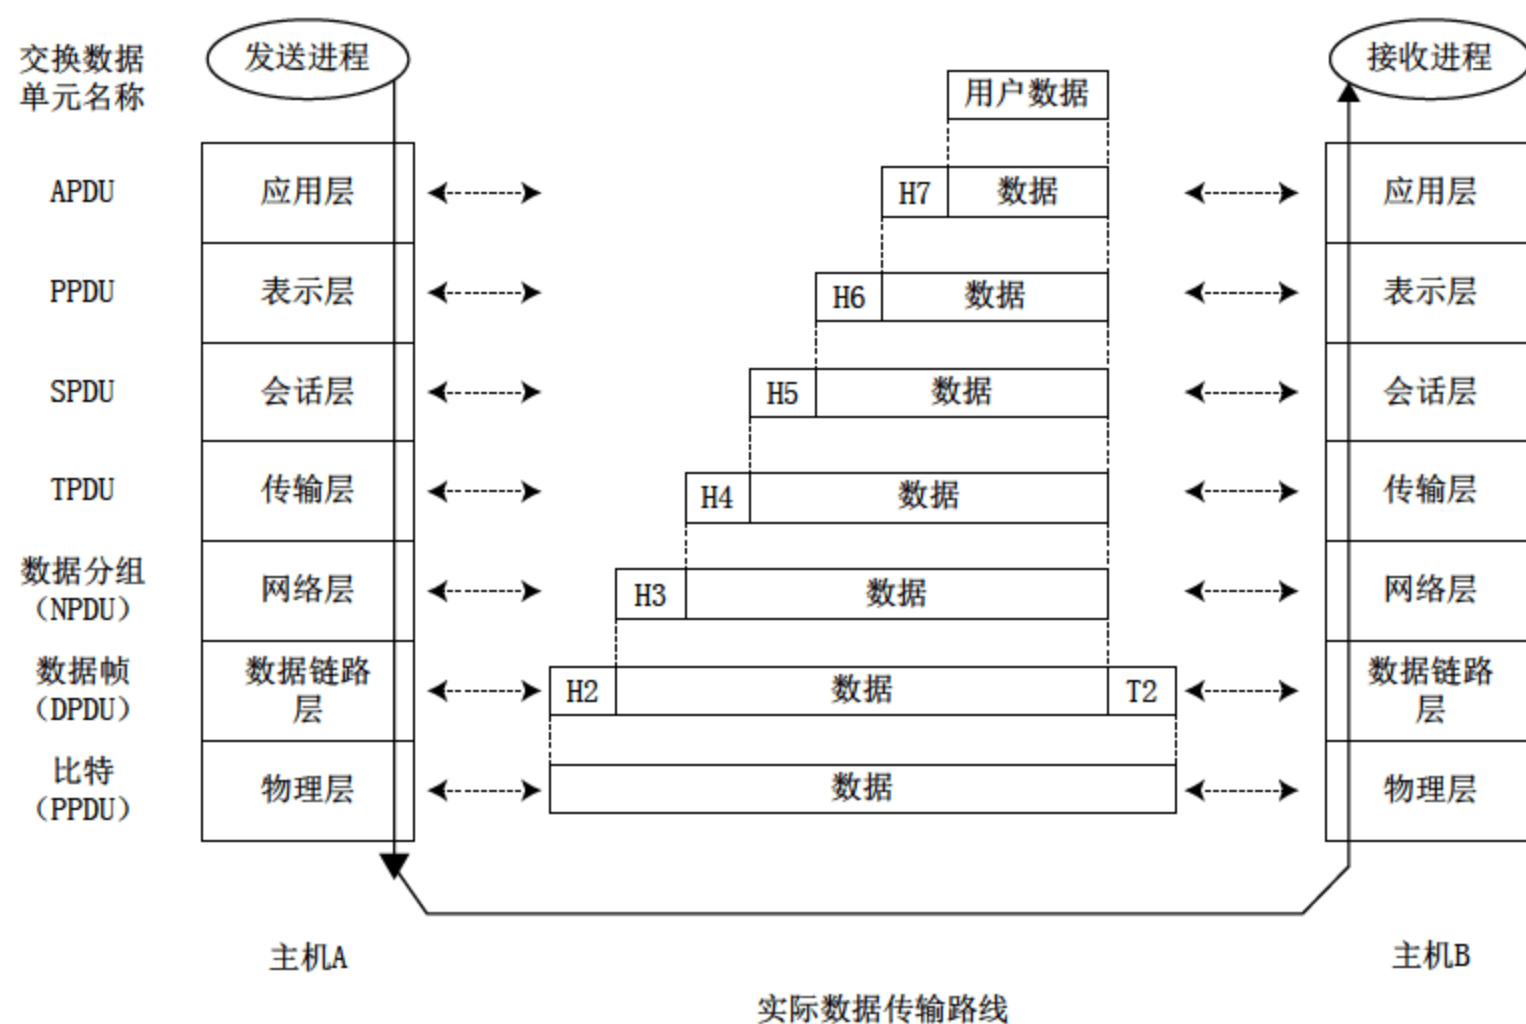 交换数据
单元名称
发送进程
接收进程
用户数据
APDU
应用层
H7
数据
应用层
PPDU
表示层
H6
数据
表示层
SPDU
会话层
H5
数据
会话层
TPDU
传输层
H4
数据
传输层
数据分组
（NPDU）
网络层
H3
数据
网络层
数据帧
（DPDU）
数据链路
层
H2
数据
T2
数据链路
层
比特
（PPDU）
物理层
数据
物理层
主机A
主机B
实际数据传输路线